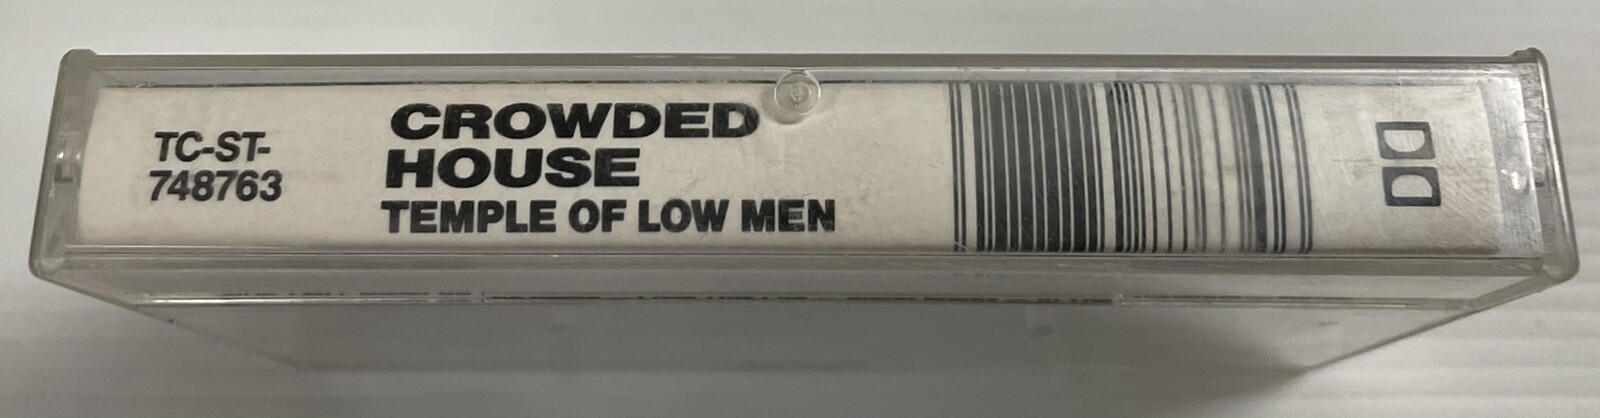 TC-ST-
748763
CROWDED
HOUSE
TEMPLE OF LOW MEN